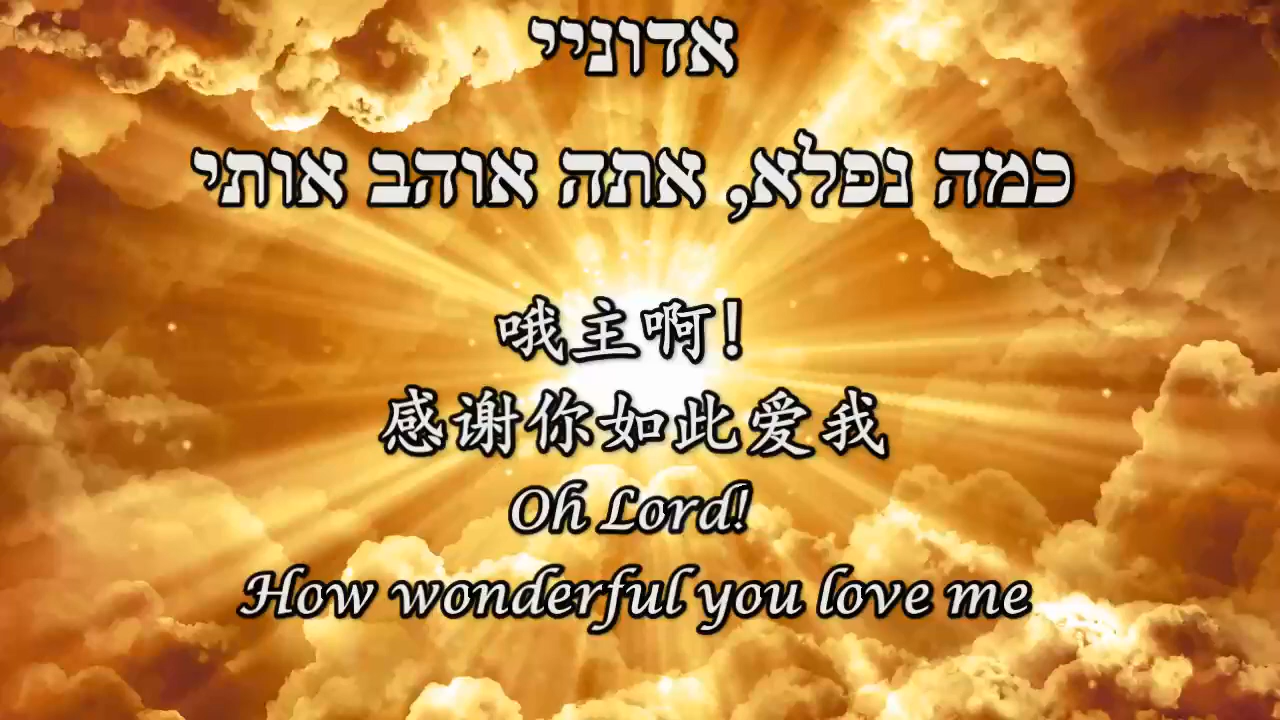 אדוניי
כמה נפלא, אתה אוהב אותי
哦主啊！
感谢你如此爱我
Oh Lord!
How wonderful you love me